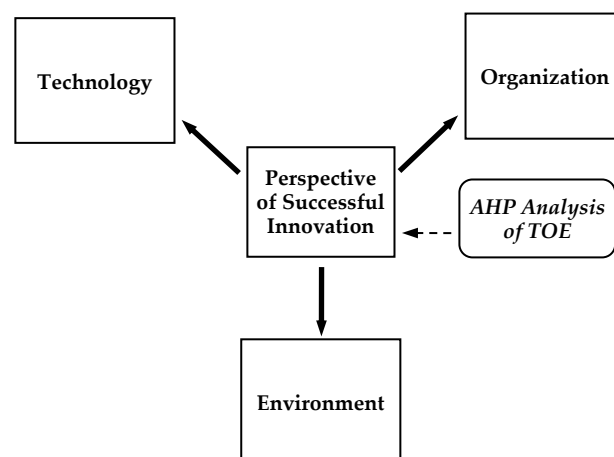 Technology
Organization
Perspective
of Successful
Innovation
AHP Analysis
of TOE
Environment